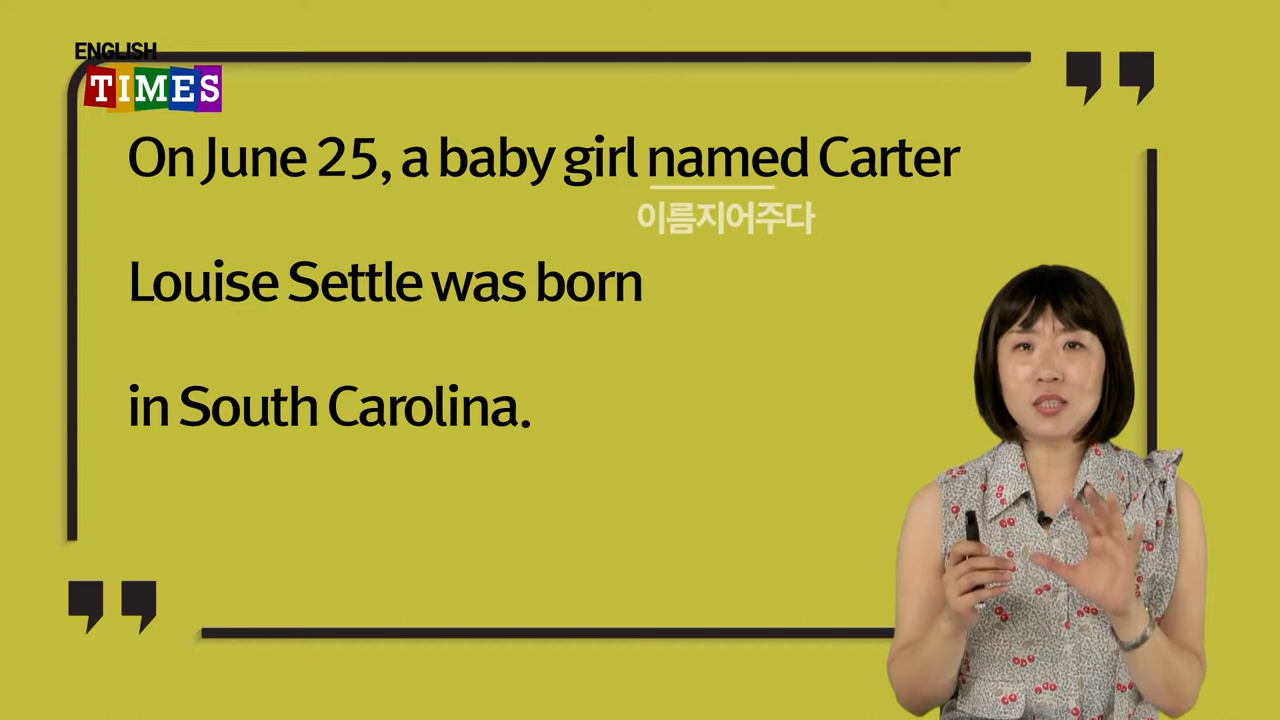 ENGLISH
TIMES
On June 25, a baby girl named Carter
이름지어주다
Louise Settle was born
in South Carolina.